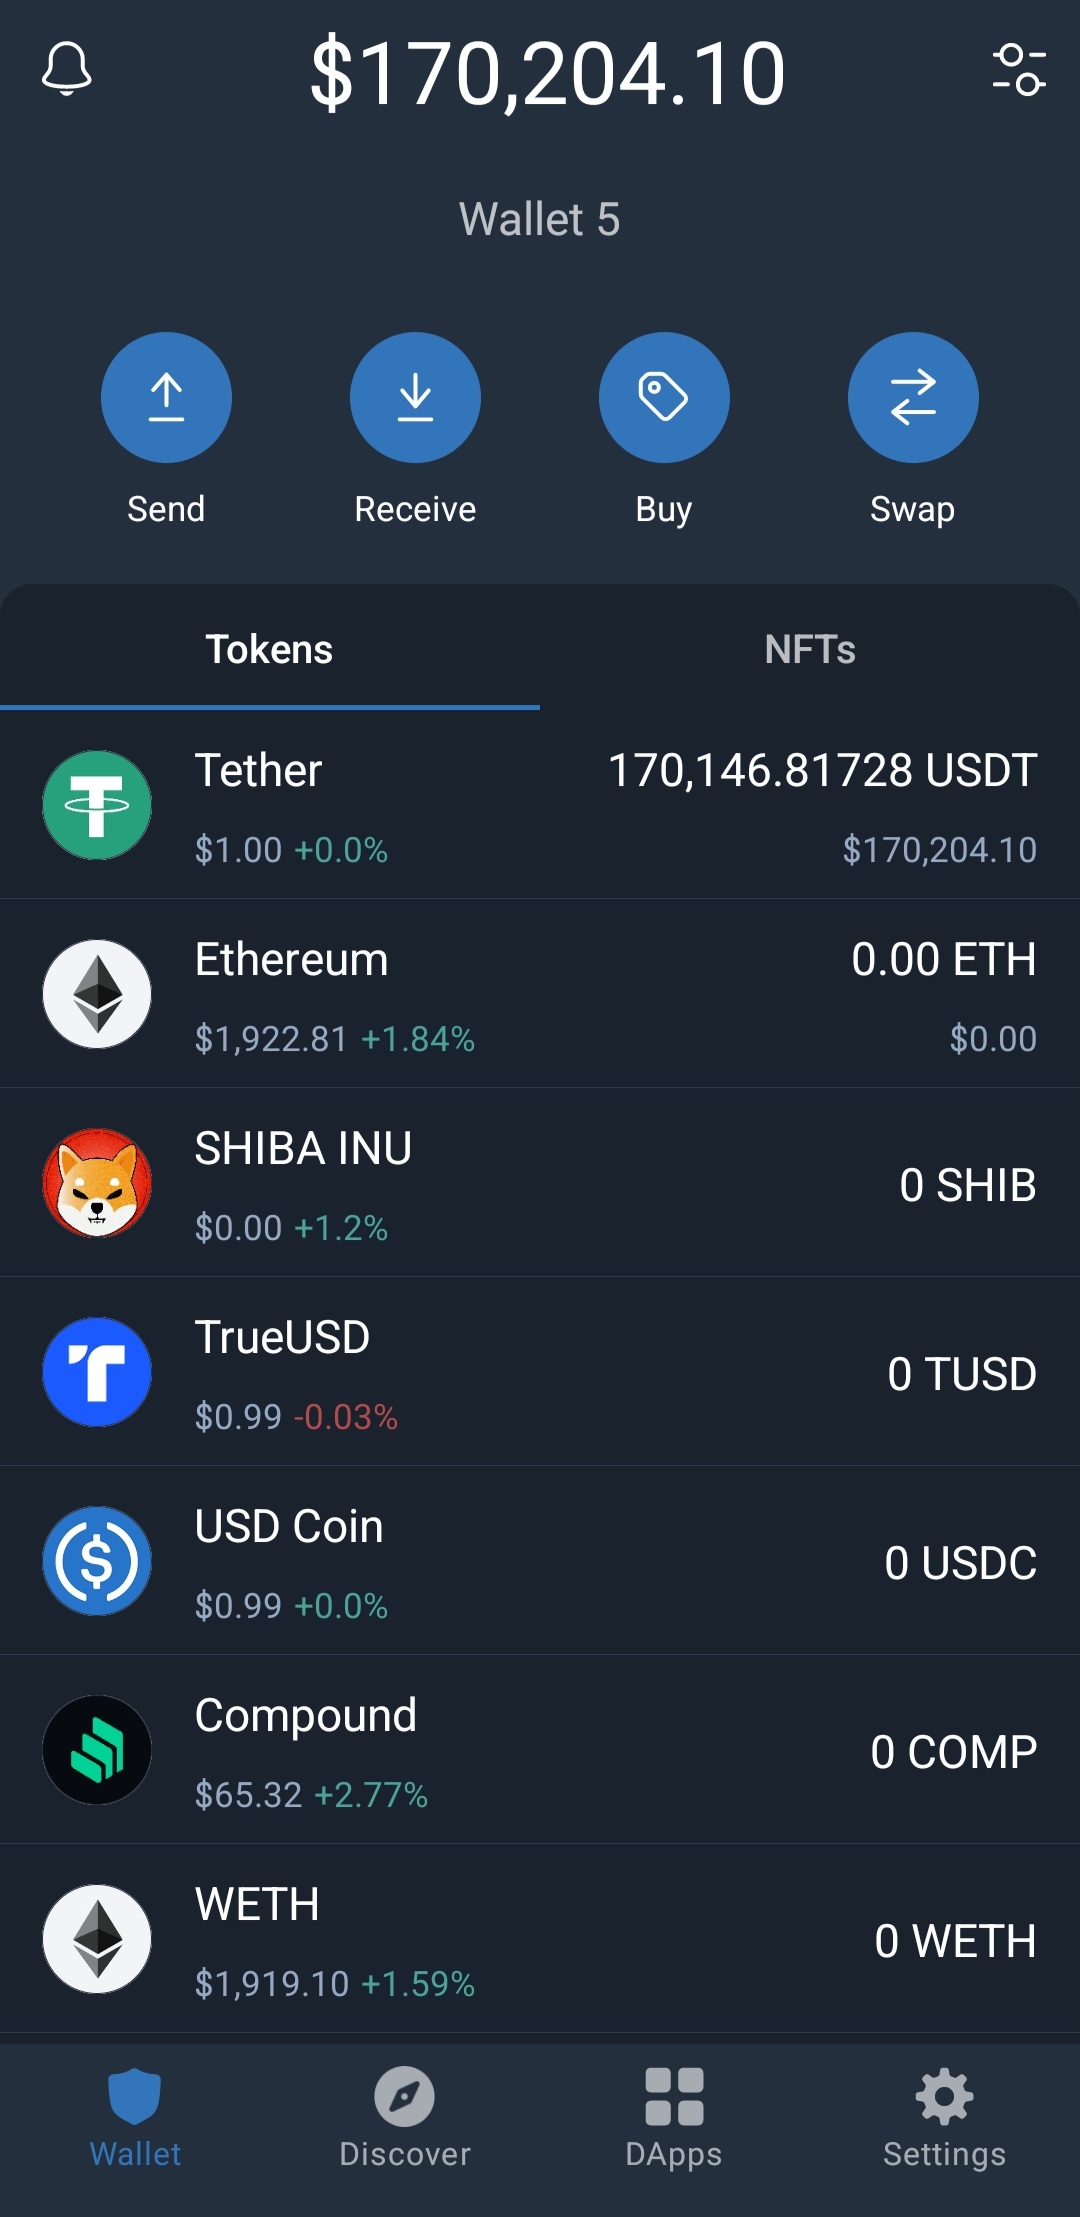 $170,204.10
Wallet 5
Send Receive Buy Swap
Tokens NFTs
Tether 170,146.81728 USDT
$1.00 +0.0% $170,204.10
Ethereum 0.00 ETH
$1,922.81 +1.84% $0.00
SHIBA INU
0 SHIB
$0.00 +1.2%
TrueUSD
0 TUSD
$0.99 -0.03%
USD Coin
0 USDC
$0.99 +0.0%
Compound
0 COMP
$65.32 +2.77%
WETH
0 WETH
$1,919.10 +1.59%
Wallet Discover DApps Settings